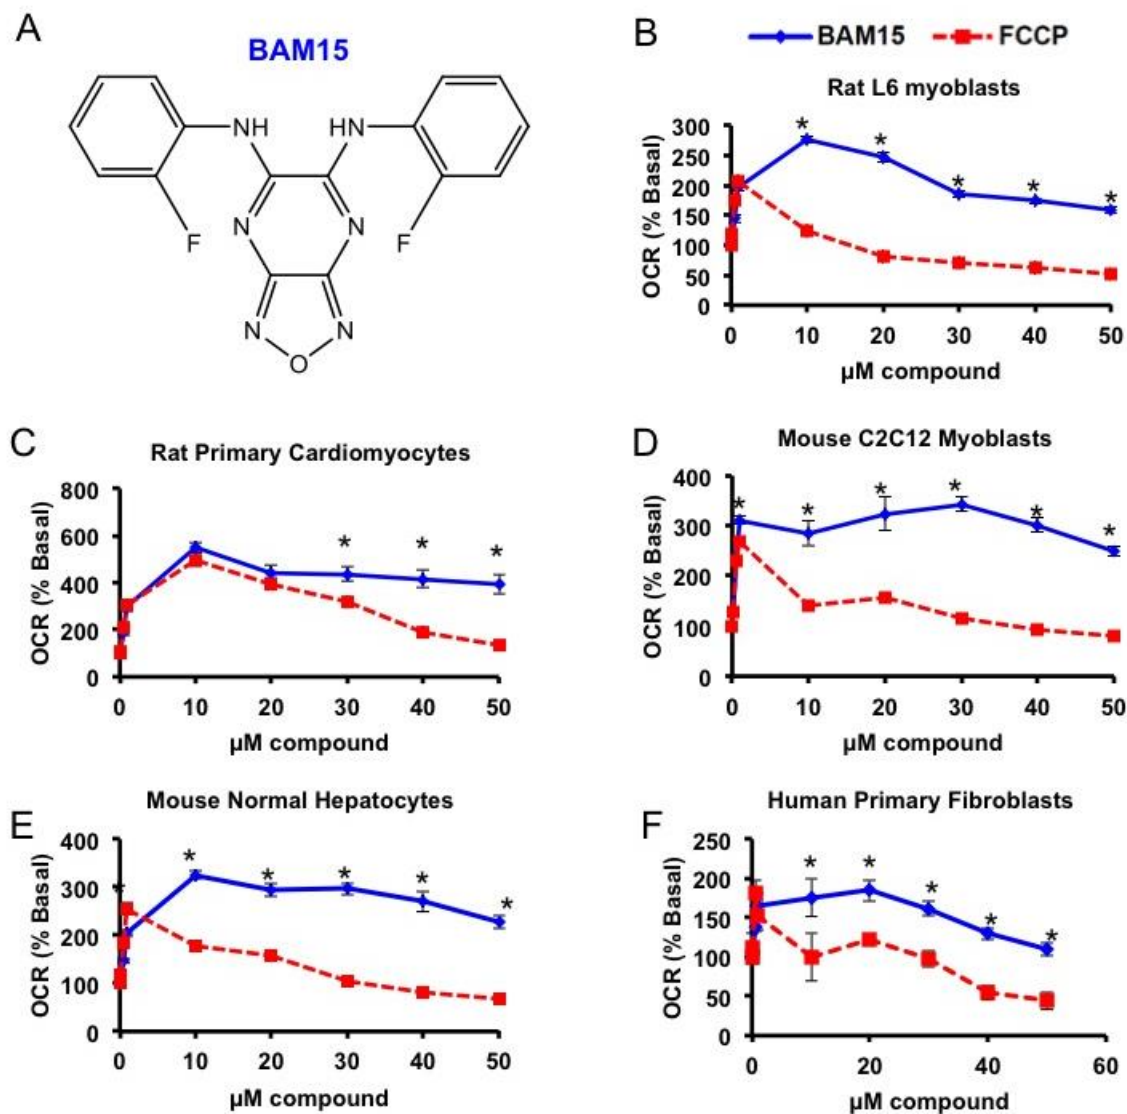 A
BAM15
NH HN
N N
F F
N N
O
B
BAM15 FCCP
Rat L6 myoblasts
OCR (% Basal)
300
250
200
150
100
50
0
* * * * *
0 10 20 30 40 50
µM compound
C
Rat Primary Cardiomyocytes
OCR (% Basal)
800
600
400
200
0
* * *
0 10 20 30 40 50
µM compound
D
Mouse C2C12 Myoblasts
OCR (% Basal)
400
300
200
100
0
* * * * * *
0 10 20 30 40 50
µM compound
E
Mouse Normal Hepatocytes
OCR (% Basal)
400
300
200
100
0
* * * * * *
0 10 20 30 40 50
µM compound
F
Human Primary Fibroblasts
OCR (% Basal)
250
200
150
100
50
0
* * * * *
0 20 40 60
µM compound